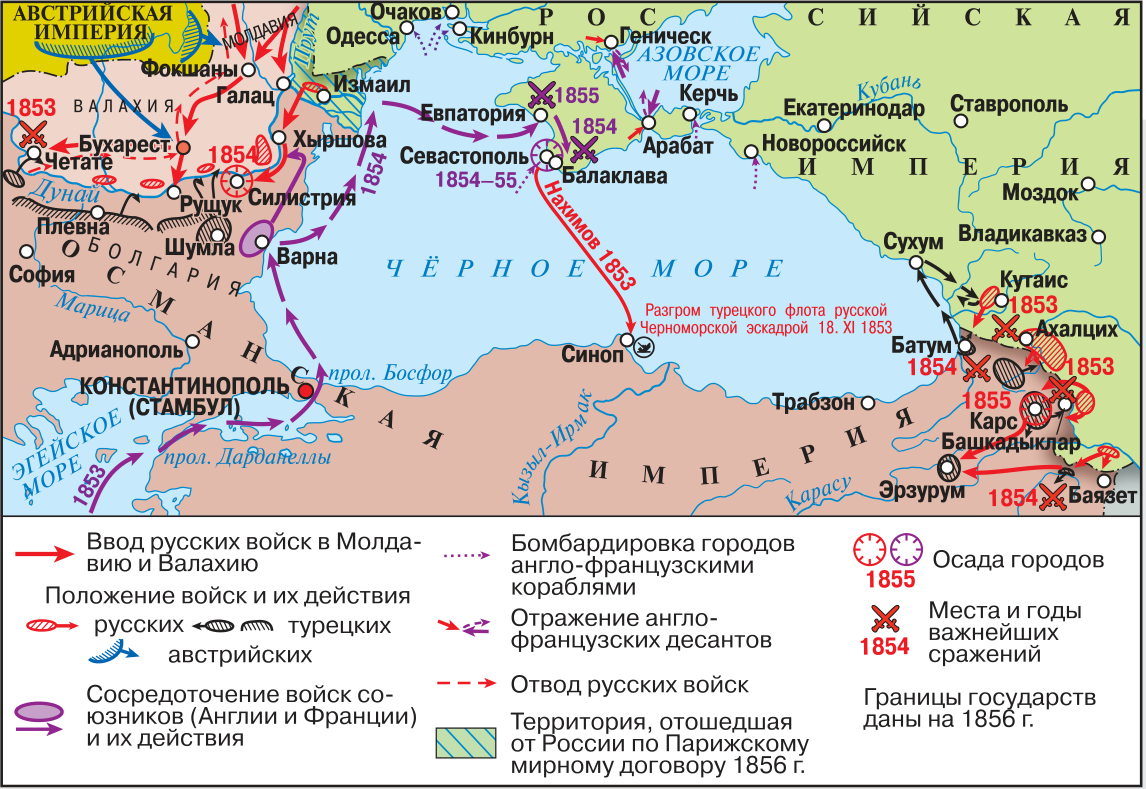 АВСТРИЙСКАЯ
ИМПЕРИЯ
РОССИЙСКАЯ
ИМПЕРИЯ
МОЛДАВИЯ
Прут
Очаков
Одесса
Кинбурн
Геническ
АЗОВСКОЕ
МОРЕ
Фокшаны
Галац
Измаил
ВАЛАХИЯ
1853
Четате
Бухарест
Хыршова
1854
Силистрия
Дунай
Рущук
Плевна
Шумла
БОЛГАРИЯ
София
Варна
1854
Евпатория
1855
1854
Севастополь
1854–55
Балаклава
Арабат
Керчь
Кубань
Екатеринодар
Ставрополь
Новороссийск
Моздок
Владикавказ
Сухум
Кутаис
1853
Ахалцих
Батум
1854
1853
1855
Карс
Башкадыклар
Эрзурум
1854
Баязет
Карасу
Трабзон
ЧЁРНОЕ МОРЕ
Нахимов 1853
Разгром турецкого флота русской
Черноморской эскадрой 18. XI 1853
Синоп
Кызыл-Ирмак
ОСМАНСКАЯ
ИМПЕРИЯ
Марица
Адрианополь
КОНСТАНТИНОПОЛЬ
(СТАМБУЛ)
прол. Босфор
прол. Дарданеллы
ЭГЕЙСКОЕ
МОРЕ
1853
Ввод русских войск в Молда-
вию и Валахию
Положение войск и их действия
русских
турецких
австрийских
Сосредоточение войск со-
юзников (Англии и Франции)
и их действия
Бомбардировка городов
англо-французскими
кораблями
Отражение англо-
французских десантов
Отвод русских войск
Территория, отошедшая
от России по Парижскому
мирному договору 1856 г.
1855
Осада городов
1854
Места и годы
важнейших
сражений
Границы государств
даны на 1856 г.